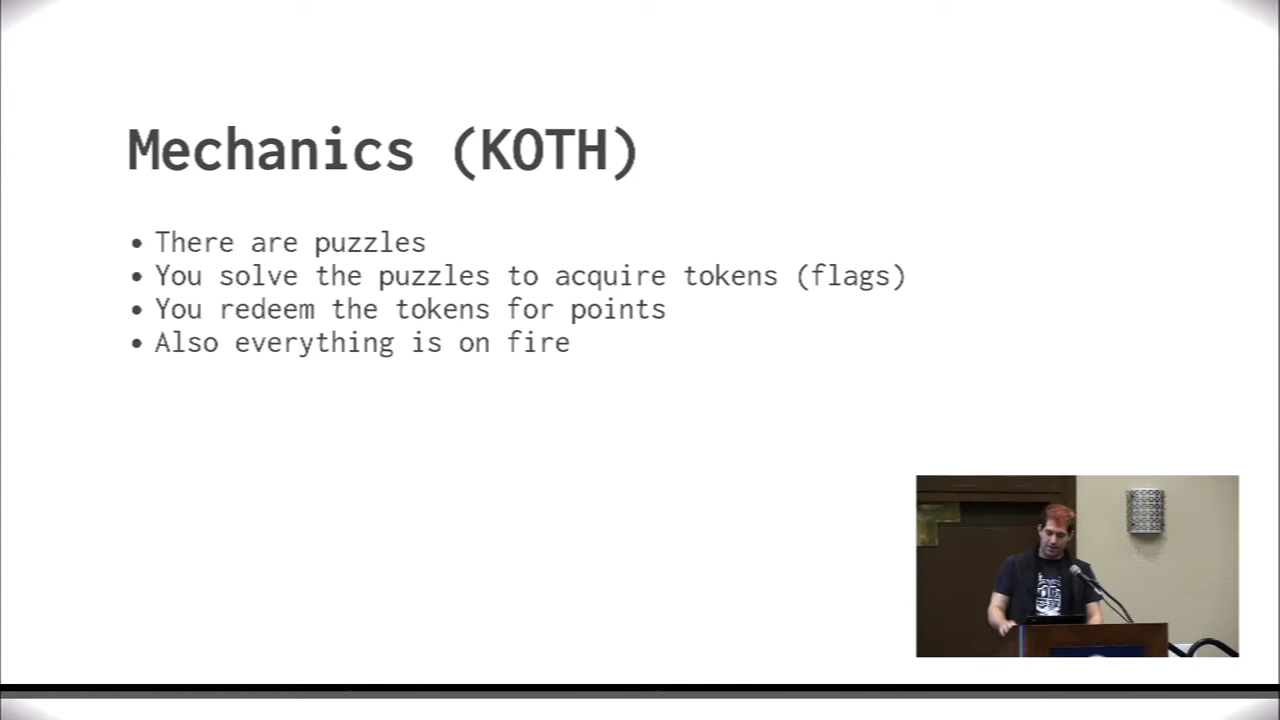 Mechanics (KOTH)
• There are puzzles
• You solve the puzzles to acquire tokens (flags)
• You redeem the tokens for points
• Also everything is on fire